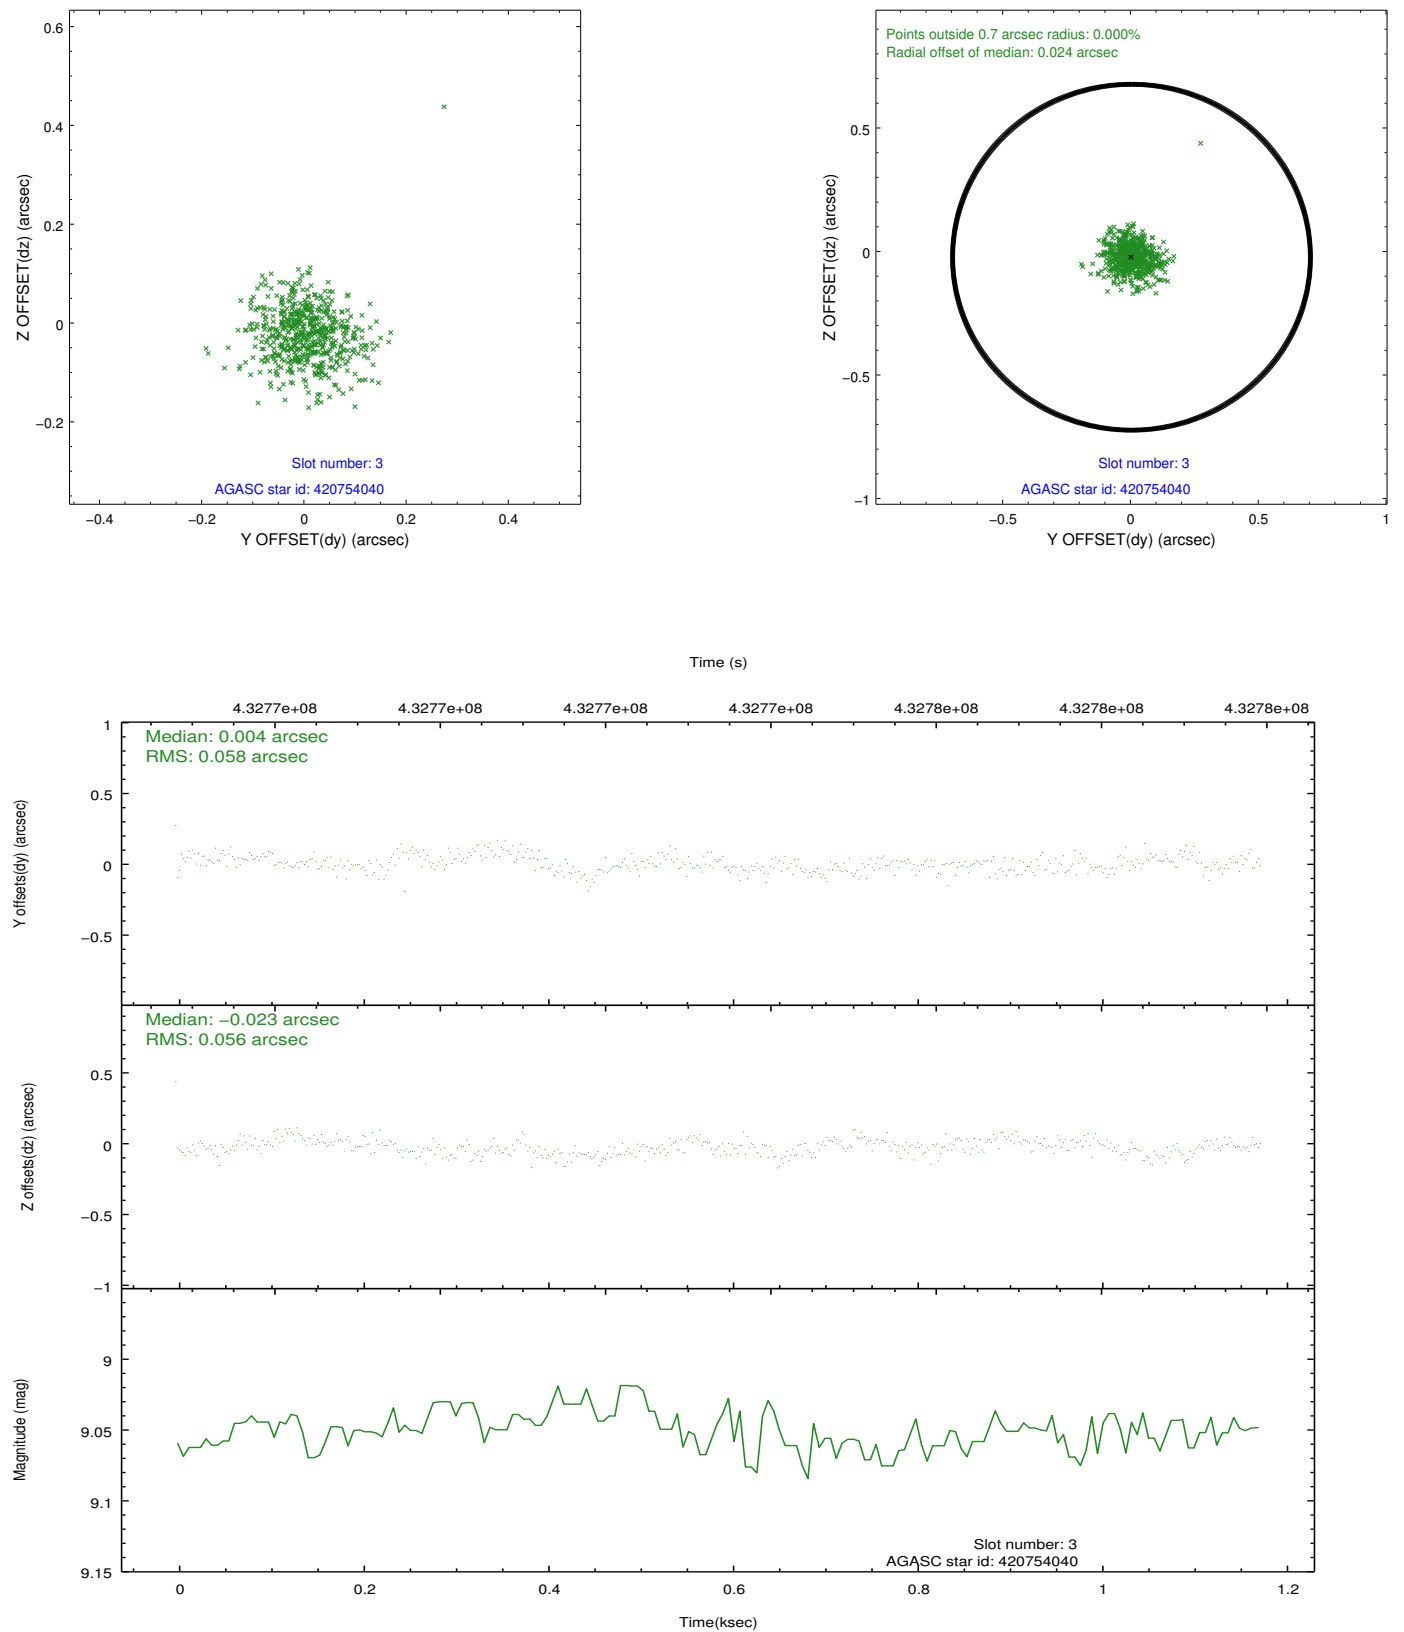 0.6
0.4
0.2
0
−0.2
Z OFFSET(dz) (arcsec)
Slot number: 3
AGASC star id: 420754040
−0.4 −0.2 0 0.2 0.4
Y OFFSET(dy) (arcsec)
Points outside 0.7 arcsec radius: 0.000%
Radial offset of median: 0.024 arcsec
0.5
0
−0.5
−1
Z OFFSET(dz) (arcsec)
Slot number: 3
AGASC star id: 420754040
−0.5 0 0.5 1
Y OFFSET(dy) (arcsec)
Time (s)
4.3277e+08 4.3277e+08 4.3277e+08 4.3277e+08 4.3278e+08 4.3278e+08 4.3278e+08
Median: 0.004 arcsec
RMS: 0.058 arcsec
1
0.5
0
−0.5
Y offsets(dy) (arcsec)
Median: −0.023 arcsec
RMS: 0.056 arcsec
0.5
0
−0.5
−1
Z offsets(dz) (arcsec)
9
9.05
9.1
9.15
Magnitude (mag)
Slot number: 3
AGASC star id: 420754040
0 0.2 0.4 0.6 0.8 1 1.2
Time(ksec)